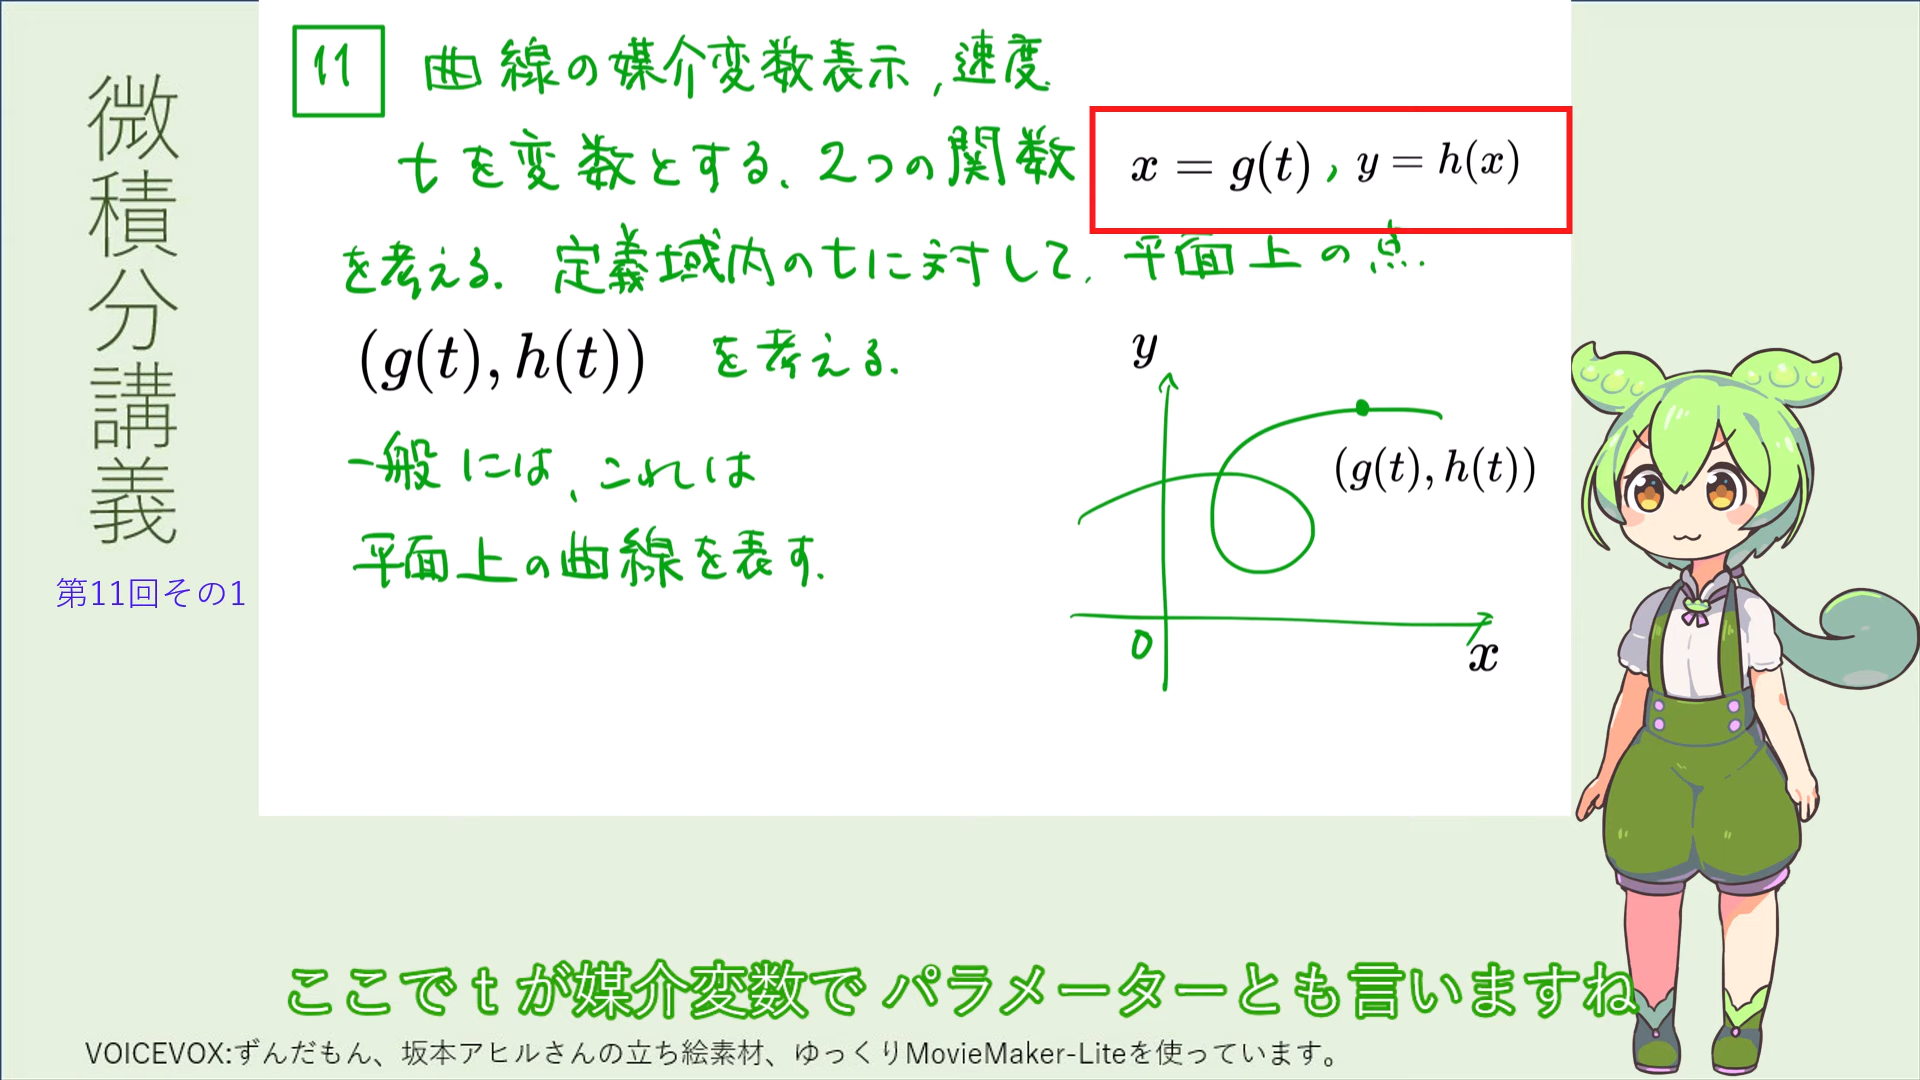 微積分講義
第11回その1
11 曲線の媒介変数表示,速度
tを変数とする、2つの関数 x = g(t), y = h(x)
を考える. 定義域内のtに対して, 平面上の点
(g(t), h(t)) を考える.
一般には、これは
平面上の曲線を表す.
y
(g(t), h(t))
0
x
ここで t が媒介変数で パラメーターとも言いますね
VOICEVOX:ずんだもん、坂本アヒルさんの立ち絵素材、ゆっくりMovieMaker-Liteを使っています。